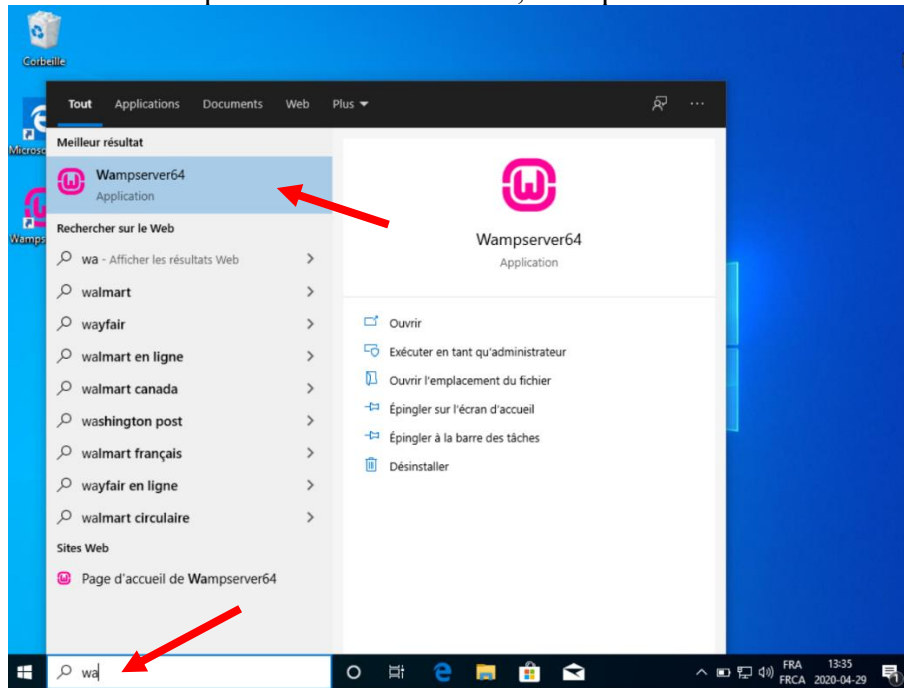 Corbeille
Tout Applications Documents Web Plus
Microso
Meilleur résultat
Wampserver64
Application
Wamps
Rechercher sur le Web
wa - Afficher les résultats Web
walmart
wayfair
walmart en ligne
walmart canada
washington post
walmart français
wayfair en ligne
walmart circulaire
Sites Web
Page d'accueil de Wampserver64
Wampserver64
Application
Ouvrir
Exécuter en tant qu'administrateur
Ouvrir l'emplacement du fichier
Épingler sur l'écran d'accueil
Épingler à la barre des tâches
Désinstaller
wa
FRA 13:35
FRCA 2020-04-29
1